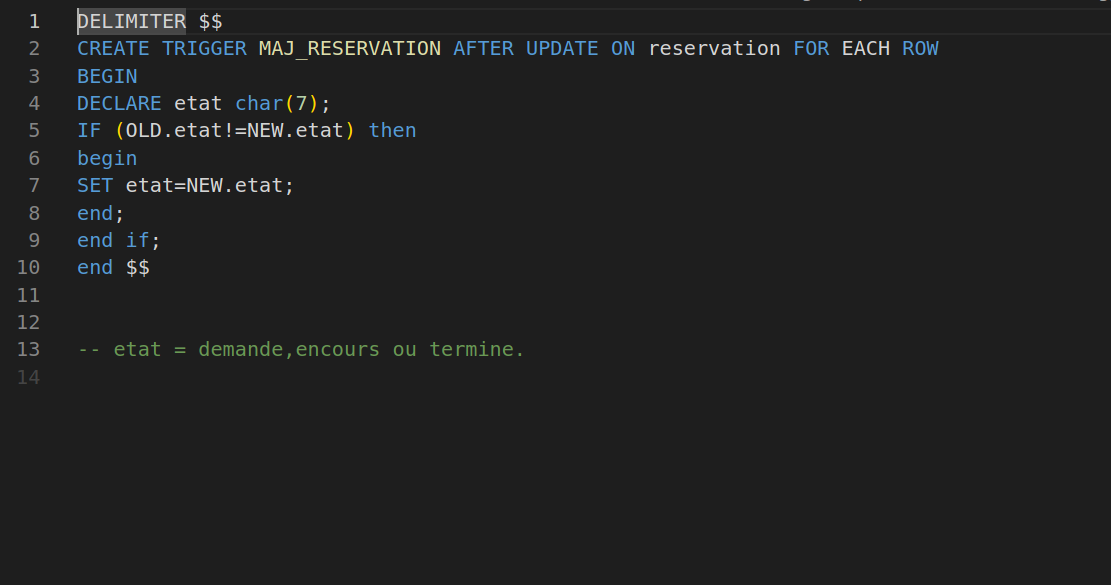 1 DELIMITER $$
2 CREATE TRIGGER MAJ_RESERVATION AFTER UPDATE ON reservation FOR EACH ROW
3 BEGIN
4 DECLARE etat char(7);
5 IF (OLD.etat!=NEW.etat) then
6 begin
7 SET etat=NEW.etat;
8 end;
9 end if;
10 end $$
11
12
13 -- etat = demande,encours ou termine.
14